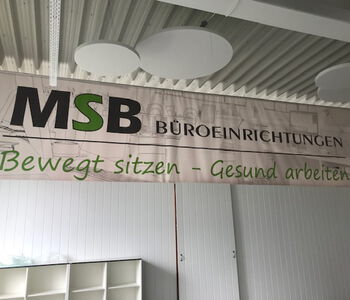 MSB BÜROEINRICHTUNGEN
Bewegt sitzen - Gesund arbeiten